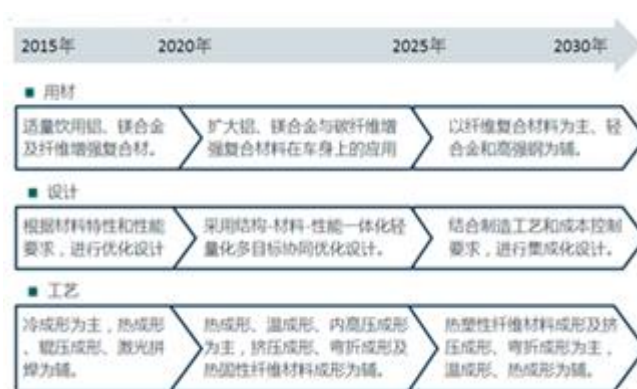 2015年 2020年 2025年 2030年
■ 用材
适量饮用铝、镁合金
及纤维增强复合材。
扩大铝、镁合金与碳纤维增
强复合材料在车身上的应用
以纤维复合材料为主、轻
合金和高强钢为辅。
■ 设计
根据材料特性和性能
要求，进行优化设计
采用结构-材料-性能一体化轻
量化多目标协同优化设计。
结合制造工艺和成本控制
要求，进行集成化设计。
■ 工艺
冷成形为主，热成形
、辊压成形、激光拼
焊为辅。
热成形、温成形、内高压成形
为主，挤压成形、弯折成形及
热固性纤维材料成形为辅。
热塑性纤维材料成形及挤
压成形、弯折成形为主，
温成形、热成形为辅。